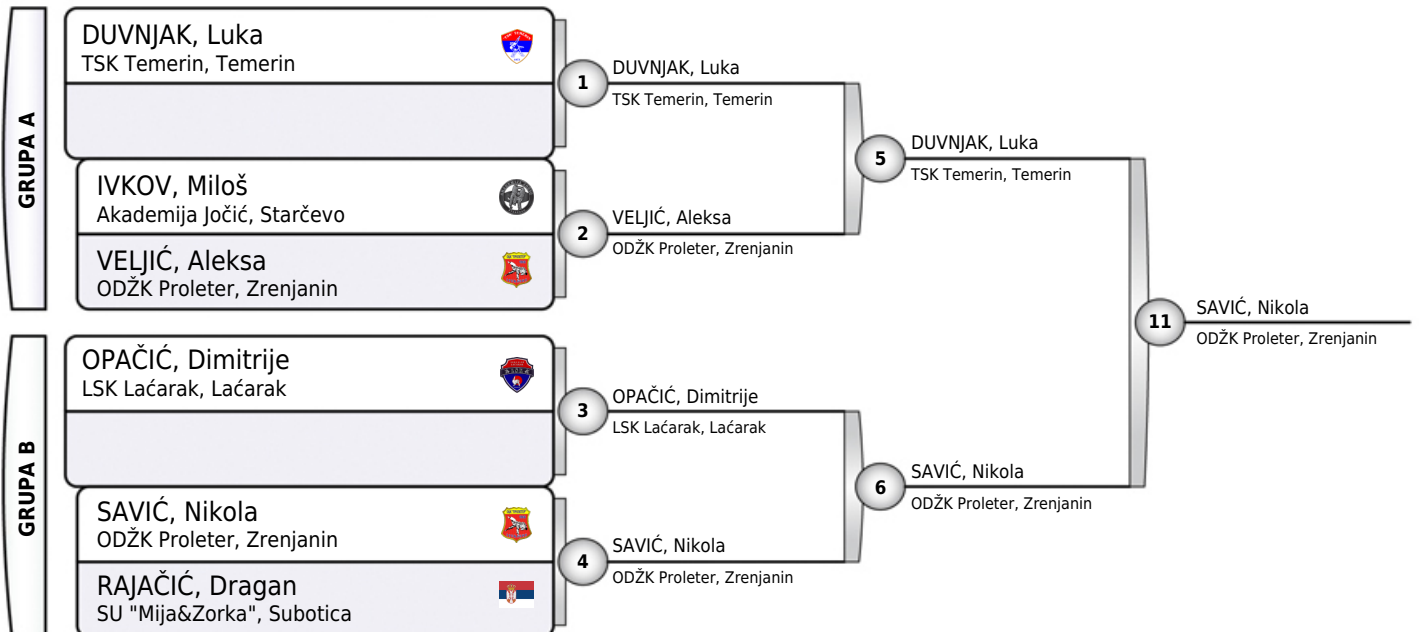 GRUPA A
DUVNJAK, Luka
TSK Temerin, Temerin
IVKOV, Miloš
Akademija Jočić, Starčevo
VELJIĆ, Aleksa
ODŽK Proleter, Zrenjanin
GRUPA B
OPAČIĆ, Dimitrije
LSK Laćarak, Laćarak
SAVIĆ, Nikola
ODŽK Proleter, Zrenjanin
RAJAČIĆ, Dragan
SU "Mija&Zorka", Subotica
1
DUVNJAK, Luka
TSK Temerin, Temerin
2
VELJIĆ, Aleksa
ODŽK Proleter, Zrenjanin
3
OPAČIĆ, Dimitrije
LSK Laćarak, Laćarak
4
SAVIĆ, Nikola
ODŽK Proleter, Zrenjanin
5
DUVNJAK, Luka
TSK Temerin, Temerin
6
SAVIĆ, Nikola
ODŽK Proleter, Zrenjanin
11
SAVIĆ, Nikola
ODŽK Proleter, Zrenjanin